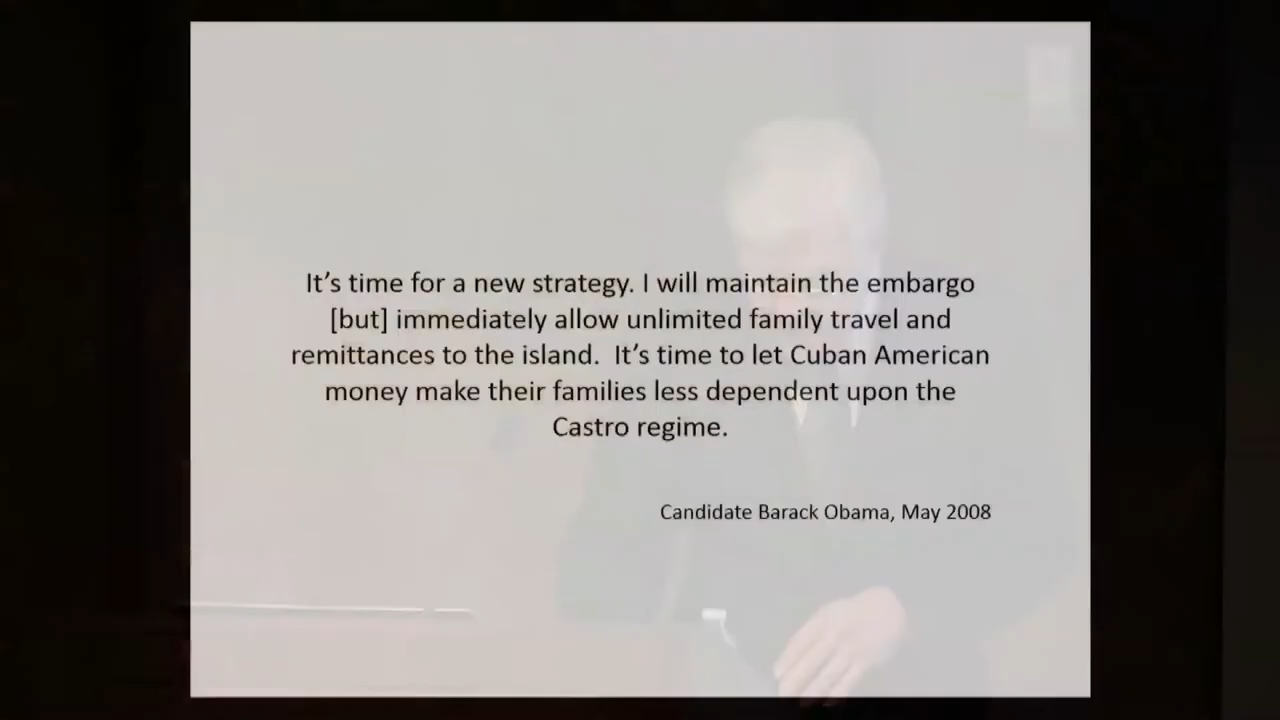 It’s time for a new strategy. I will maintain the embargo
[but] immediately allow unlimited family travel and
remittances to the island.  It’s time to let Cuban American
money make their families less dependent upon the
Castro regime.
Candidate Barack Obama, May 2008